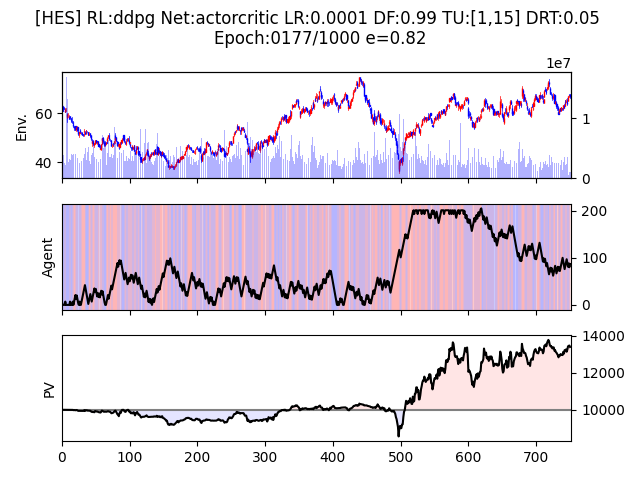 [HES] RL:ddpg Net:actorcritic LR:0.0001 DF:0.99 TU:[1,15] DRT:0.05
Epoch:0177/1000 e=0.82
1e7
Env.
60
40
1
0
Agent
200
100
0
PV
14000
12000
10000
0 100 200 300 400 500 600 700